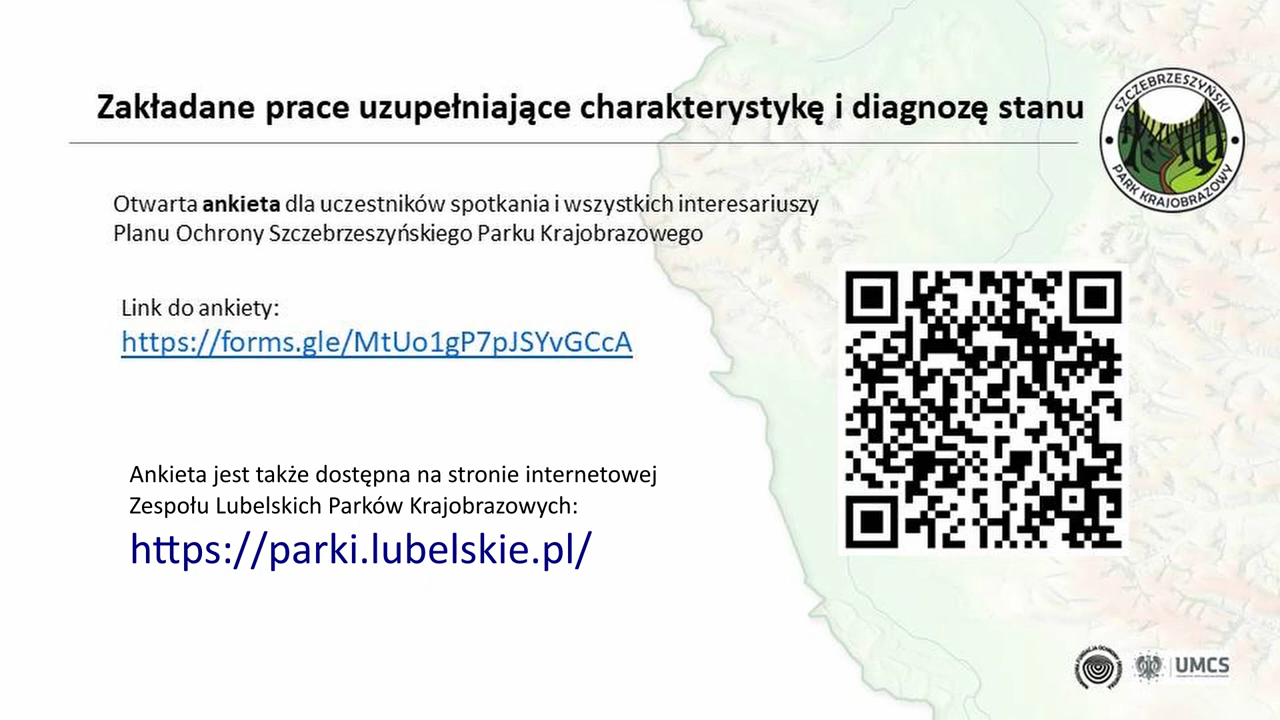 Zakładane prace uzupełniające charakterystykę i diagnozę stanu
SZCZEBRZESZYŃSKI
PARK KRAJOBRAZOWY
Otwarta ankieta dla uczestników spotkania i wszystkich interesariuszy
Planu Ochrony Szczebrzeszyńskiego Parku Krajobrazowego
Link do ankiety:
https://forms.gle/MtUo1gP7pJSYvGCcA
Ankieta jest także dostępna na stronie internetowej
Zespołu Lubelskich Parków Krajobrazowych:
https://parki.lubelskie.pl/
UMCS